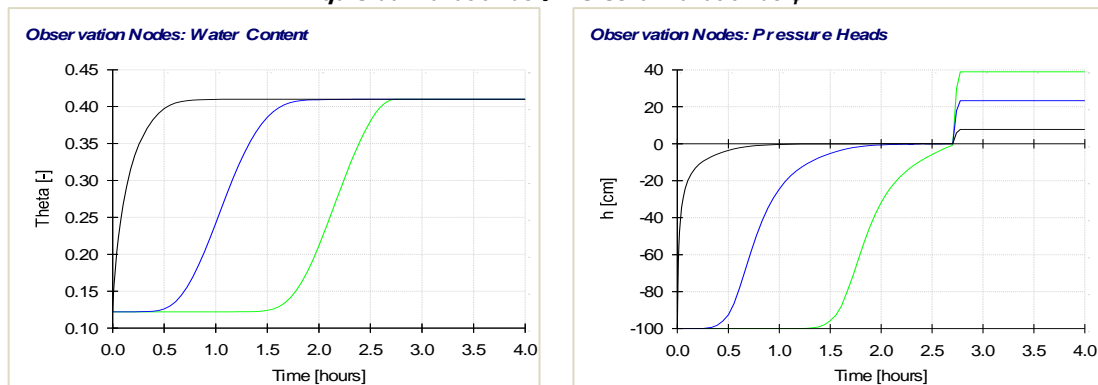 Observation Nodes: Water Content
Theta [-]
0.45
0.40
0.35
0.30
0.25
0.20
0.15
0.10
0.0 0.5 1.0 1.5 2.0 2.5 3.0 3.5 4.0
Time [hours]
Observation Nodes: Pressure Heads
h [cm]
40
20
0
-20
-40
-60
-80
-100
0.0 0.5 1.0 1.5 2.0 2.5 3.0 3.5 4.0
Time [hours]